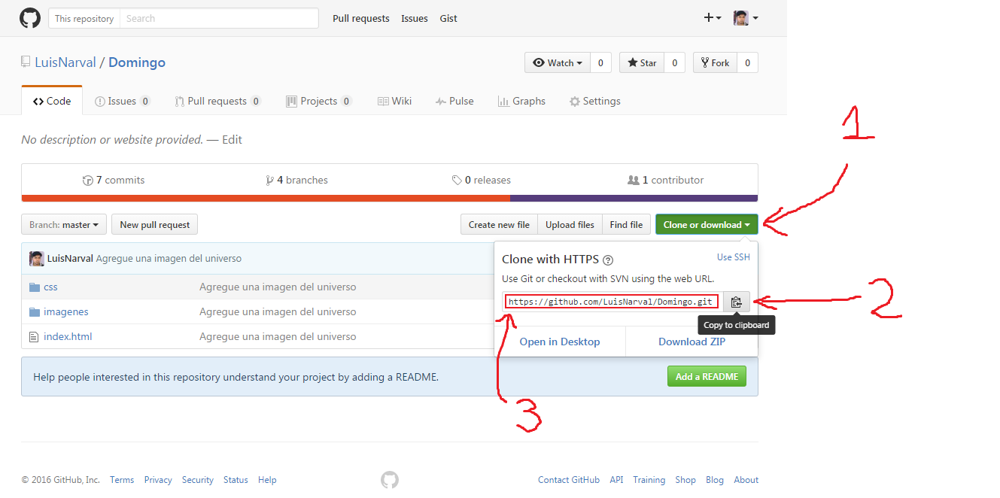 This repository Search Pull requests Issues Gist
LuisNarval / Domingo Watch 0 Star 0 Fork 0
Code Issues 0 Pull requests 0 Projects 0 Wiki Pulse Graphs Settings
1
No description or website provided. — Edit
7 commits 4 branches 0 releases 1 contributor
Branch: master New pull request Create new file Upload files Find file Clone or download
LuisNarval Agregue una imagen del universo
css Agregue una imagen del universo
imagenes Agregue una imagen del universo
index.html Agregue una imagen del universo
Clone with HTTPS ? Use SSH
Use Git or checkout with SVN using the web URL.
https://github.com/LuisNarval/Domingo.git
2
Copy to clipboard
Open in Desktop Download ZIP
Help people interested in this repository understand your project by adding a README. Add a README
3
© 2016 GitHub, Inc. Terms Privacy Security Status Help Contact GitHub API Training Shop Blog About